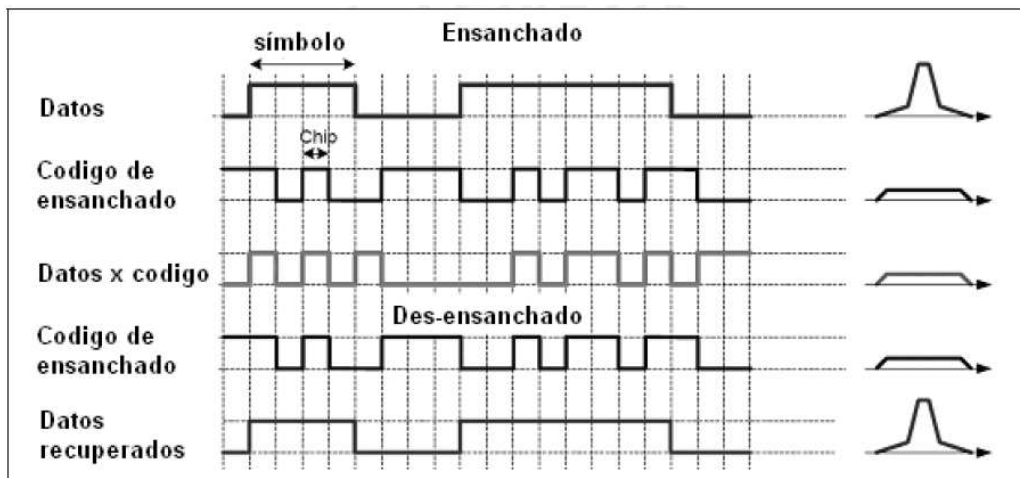 Ensanchado
símbolo
Datos
Chip
Codigo de
ensanchado
Datos x codigo
Des-ensanchado
Codigo de
ensanchado
Datos
recuperados